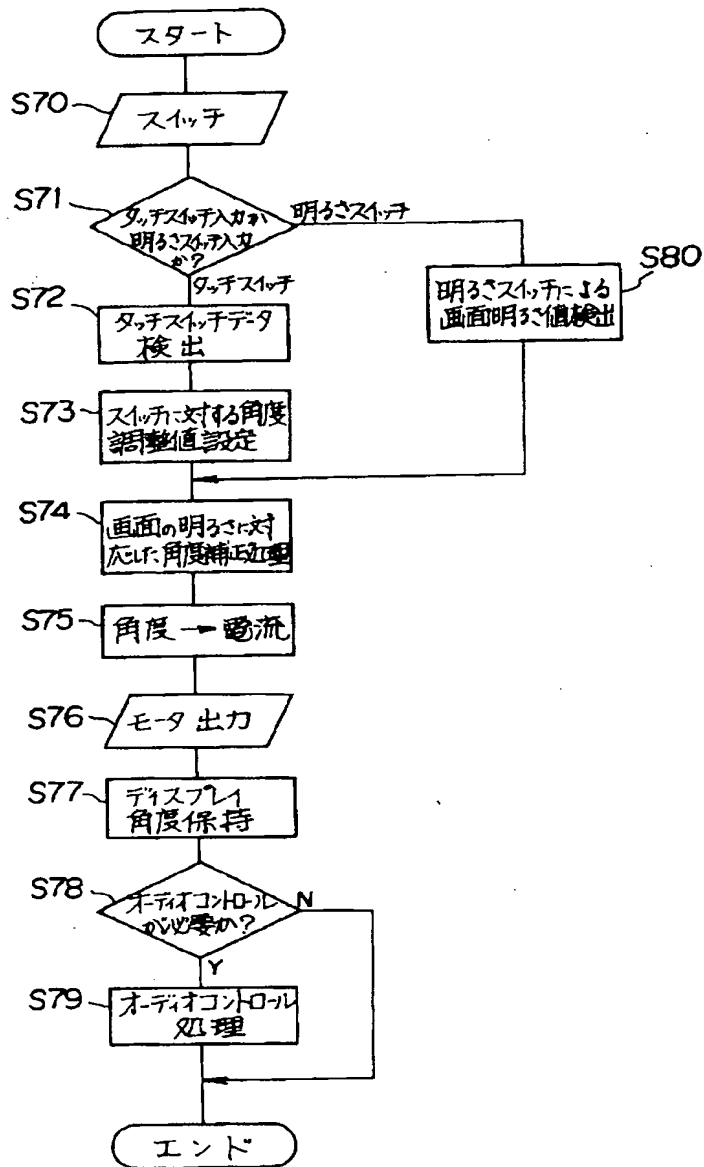 スタート
S70
スイッチ
S71
タッチスイッチ入力か
明るさスイッチ入力
か?
明るさスイッチ
タッチスイッチ
S80
明るさスイッチによる
画面明るさ値検出
S72
タッチスイッチデータ
検出
S73
スイッチに対する角度
調整値設定
S74
画面の明るさに対
応した角度補正処理
S75
角度→電流
S76
モータ出力
S77
ディスプレイ
角度保持
S78
オーディオコントロール
が必要か?
N
Y
S79
オーディオコントロール
処理
エンド